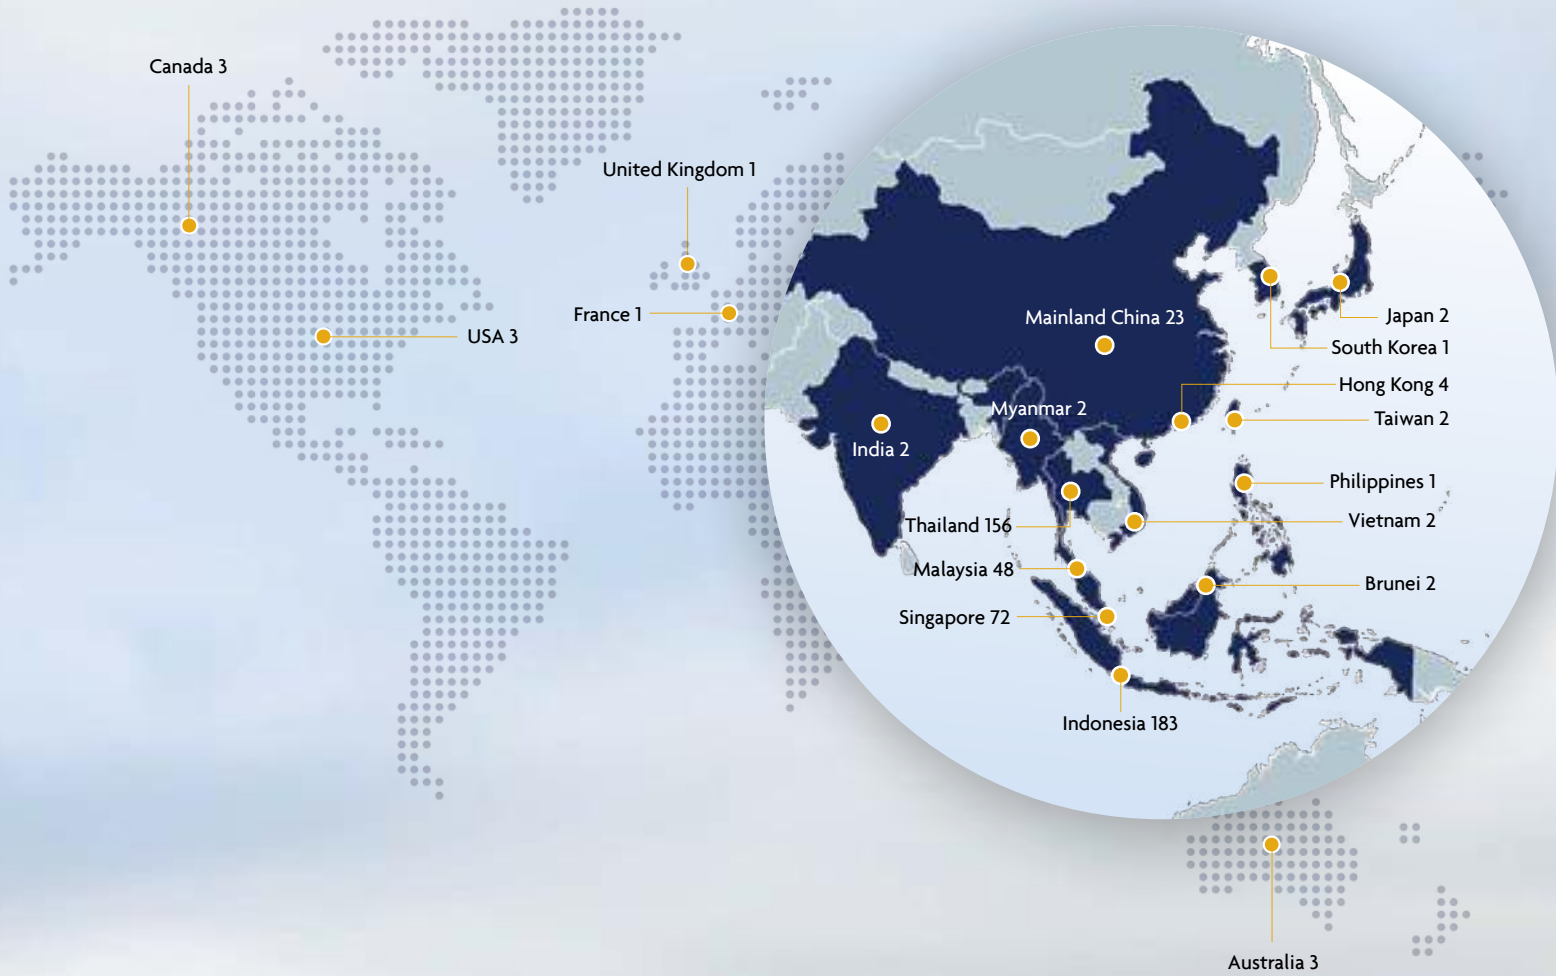 Canada 3
United Kingdom 1
France 1
USA 3
Mainland China 23
Japan 2
South Korea 1
Hong Kong 4
Myanmar 2
Taiwan 2
India 2
Philippines 1
Thailand 156
Vietnam 2
Malaysia 48
Brunei 2
Singapore 72
Indonesia 183
Australia 3